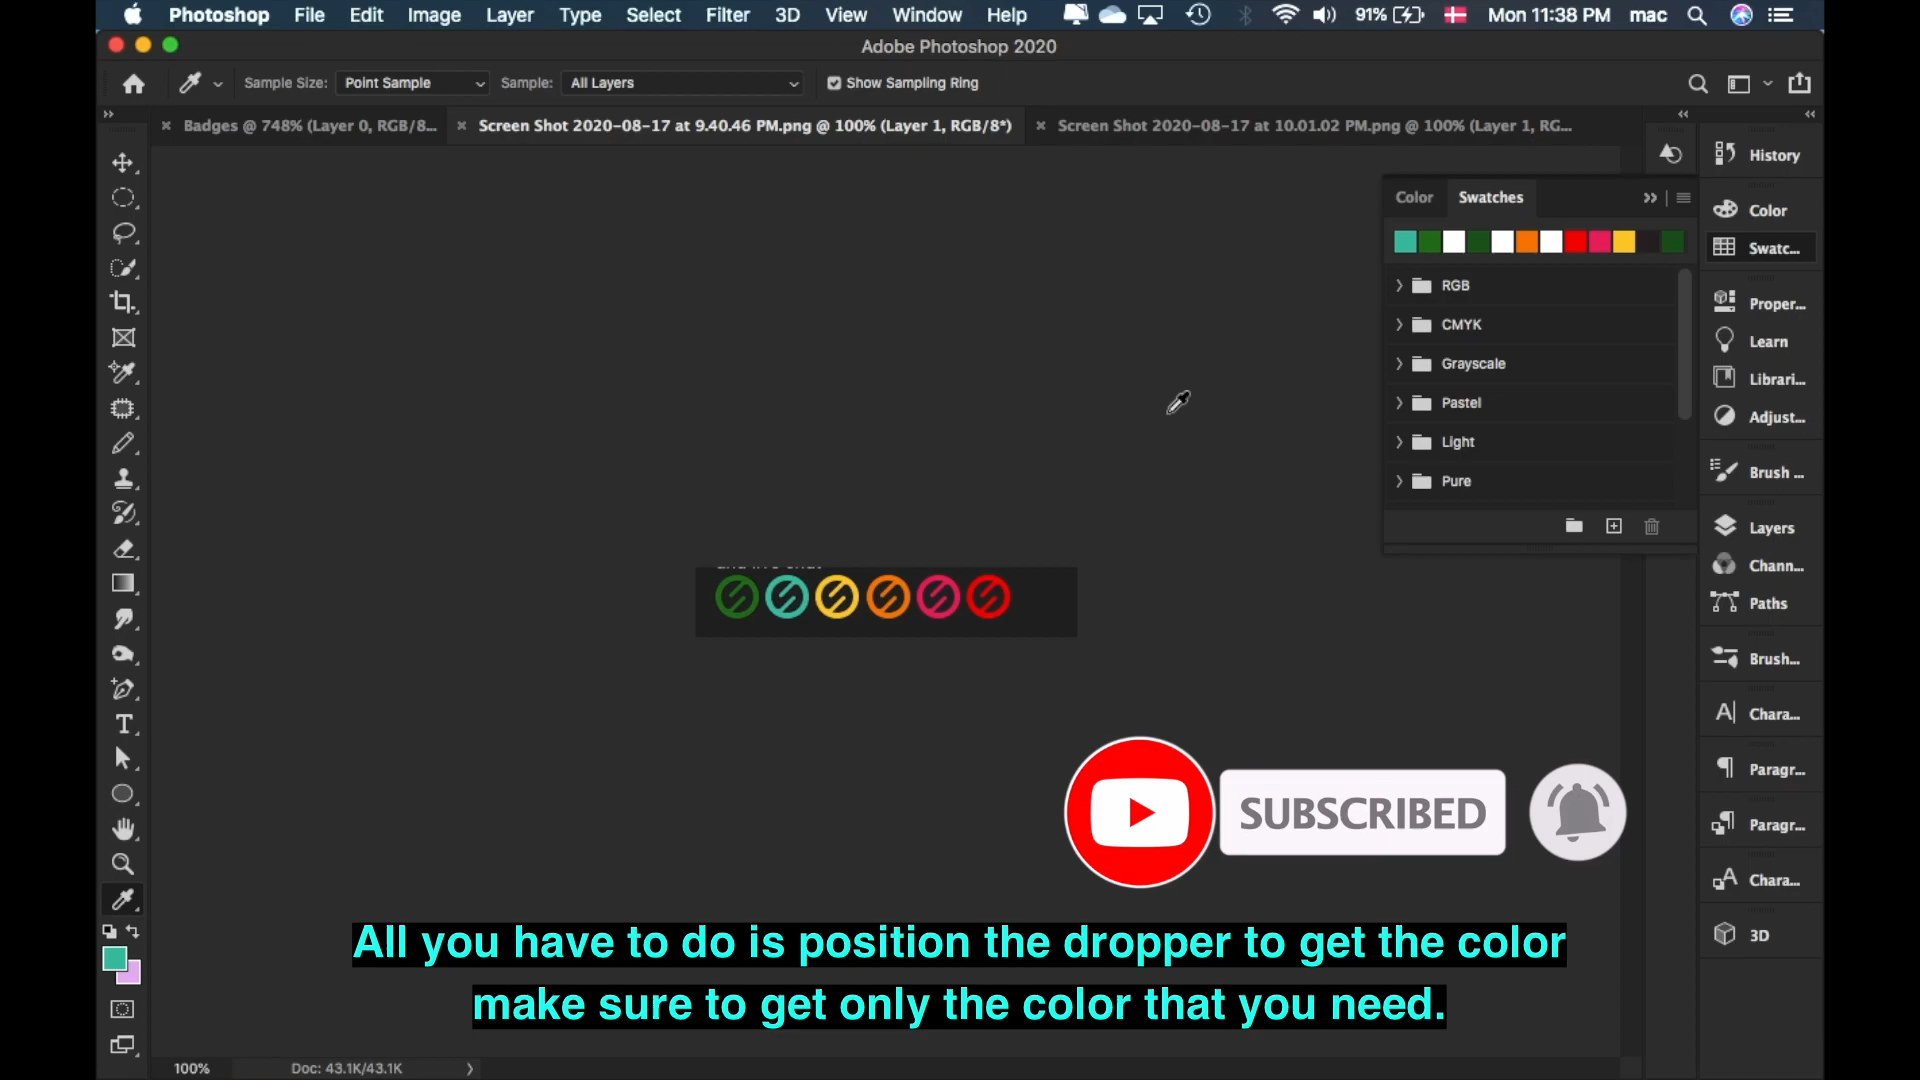 Photoshop File Edit Image Layer Type Select Filter 3D View Window Help 91% Mon 11:38 PM mac
Adobe Photoshop 2020
Sample Size: Point Sample Sample: All Layers Show Sampling Ring
Badges @ 748% (Layer 0, RGB/8... Screen Shot 2020-08-17 at 9.40.46 PM.png @ 100% (Layer 1, RGB/8*) Screen Shot 2020-08-17 at 10.01.02 PM.png @ 100% (Layer 1, RG...
History
Color Swatches
Color
Swatc...
RGB
Proper...
CMYK
Learn
Grayscale
Librari...
Pastel
Adjust...
Light
Brush ...
Pure
Layers
Chann...
Paths
Brush...
Chara...
Paragr...
SUBSCRIBED
Paragr...
Chara...
3D
All you have to do is position the dropper to get the color
make sure to get only the color that you need.
100% Doc: 43.1K/43.1K